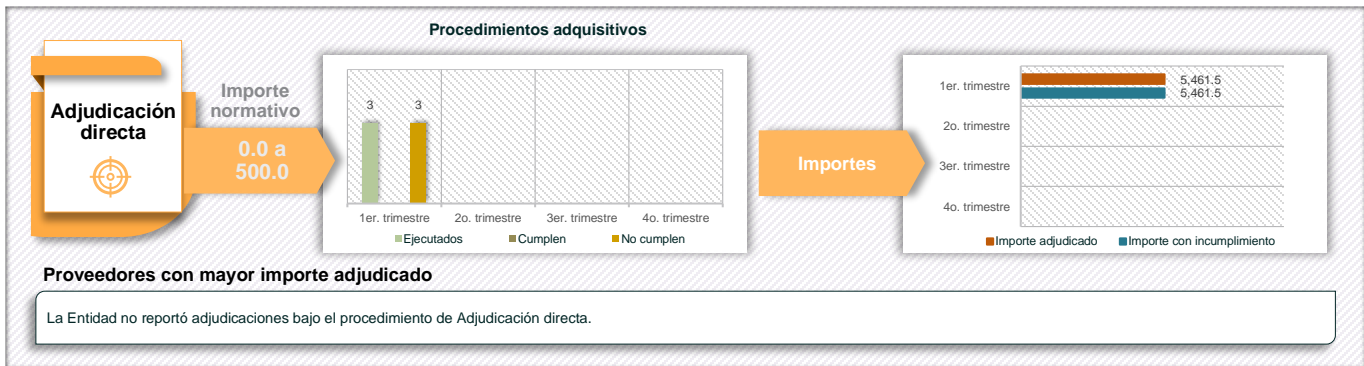 Procedimientos adquisitivos
Adjudicación
directa
Importe
normativo
0.0 a
500.0
3 3
1er. trimestre 2o. trimestre 3er. trimestre 4o. trimestre
Ejecutados Cumplen No cumplen
Importes
1er. trimestre
2o. trimestre
3er. trimestre
4o. trimestre
5,461.5
5,461.5
Importe adjudicado Importe con incumplimiento
Proveedores con mayor importe adjudicado
La Entidad no reportó adjudicaciones bajo el procedimiento de Adjudicación directa.